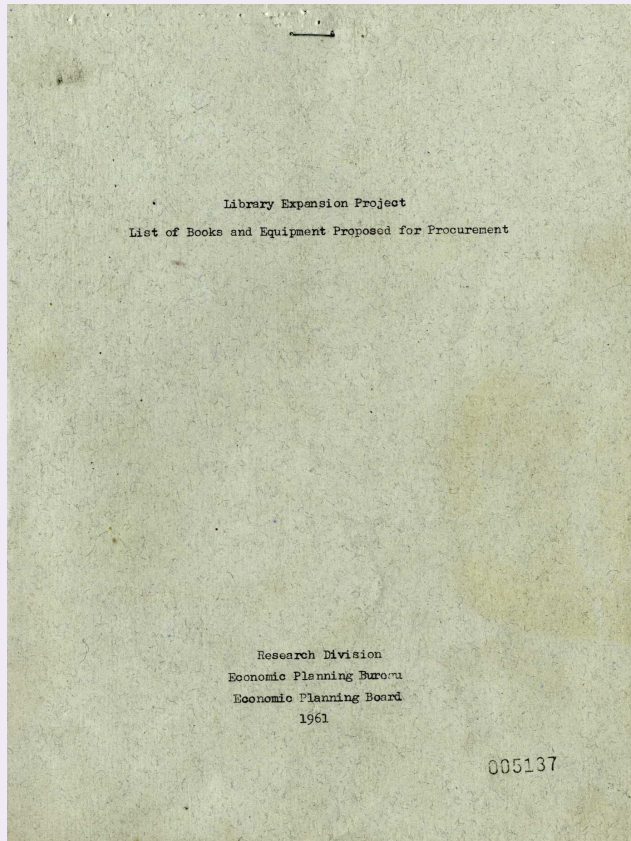 Library Expansion Project
List of Books and Equipment Proposed for Procurement
Research Division
Economic Planning Bureau
Economic Planning Board
1961
005137